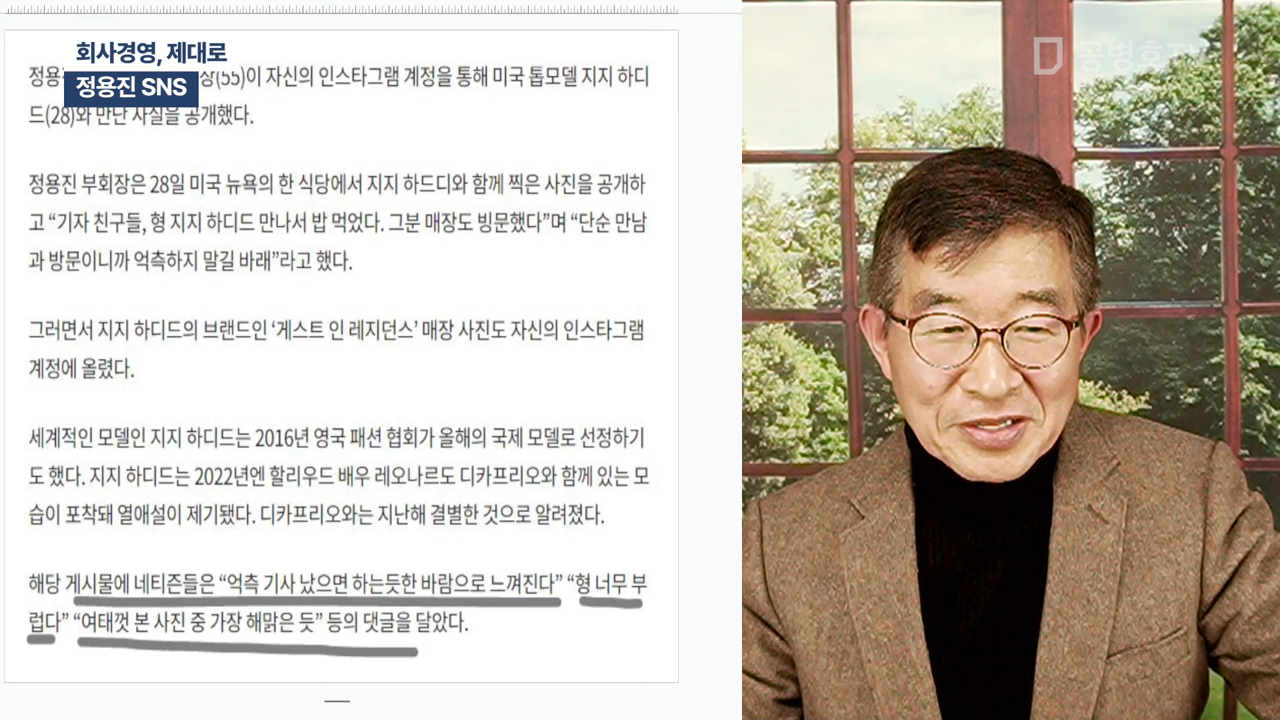 회사경영, 제대로
정용진 SNS
장(55)이 자신의 인스타그램 계정을 통해 미국 톱모델 지지 하디
드(28)와 만난 사실을 공개했다.
정용진 부회장은 28일 미국 뉴욕의 한 식당에서 지지 하드디와 함께 찍은 사진을 공개하
고 “기자 친구들, 형 지지 하디드 만나서 밥 먹었다. 그분 매장도 빙문했다”며 “단순 만남
과 방문이니까 억측하지 말길 바래”라고 했다.
그러면서 지지 하디드의 브랜드인 ‘게스트 인 레지던스’ 매장 사진도 자신의 인스타그램
계정에 올렸다.
세계적인 모델인 지지 하디드는 2016년 영국 패션 협회가 올해의 국제 모델로 선정하기
도 했다. 지지 하디드는 2022년엔 할리우드 배우 레오나르도 디카프리오와 함께 있는 모
습이 포착돼 열애설이 제기됐다. 디카프리오와는 지난해 결별한 것으로 알려졌다.
해당 게시물에 네티즌들은 “억측 기사 났으면 하는듯한 바람으로 느껴진다” “형 너무 부
럽다” “여태껏 본 사진 중 가장 해맑은 듯” 등의 댓글을 달았다.
공병호